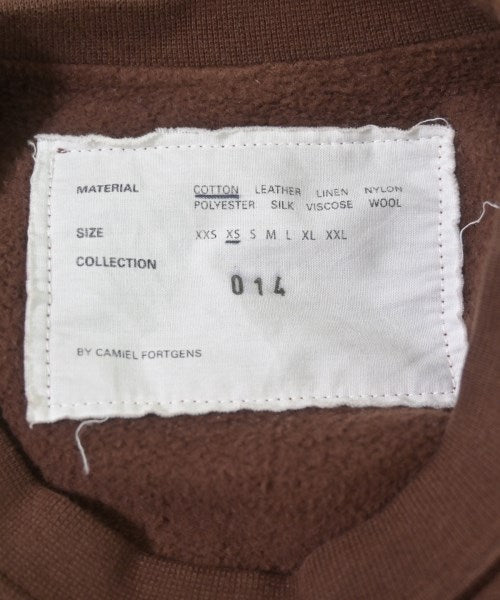 MATERIAL COTTON LEATHER LINEN NYLON
POLYESTER SILK VISCOSE WOOL
SIZE XXS XS S M L XL XXL
COLLECTION
014
BY CAMIEL FORTGENS